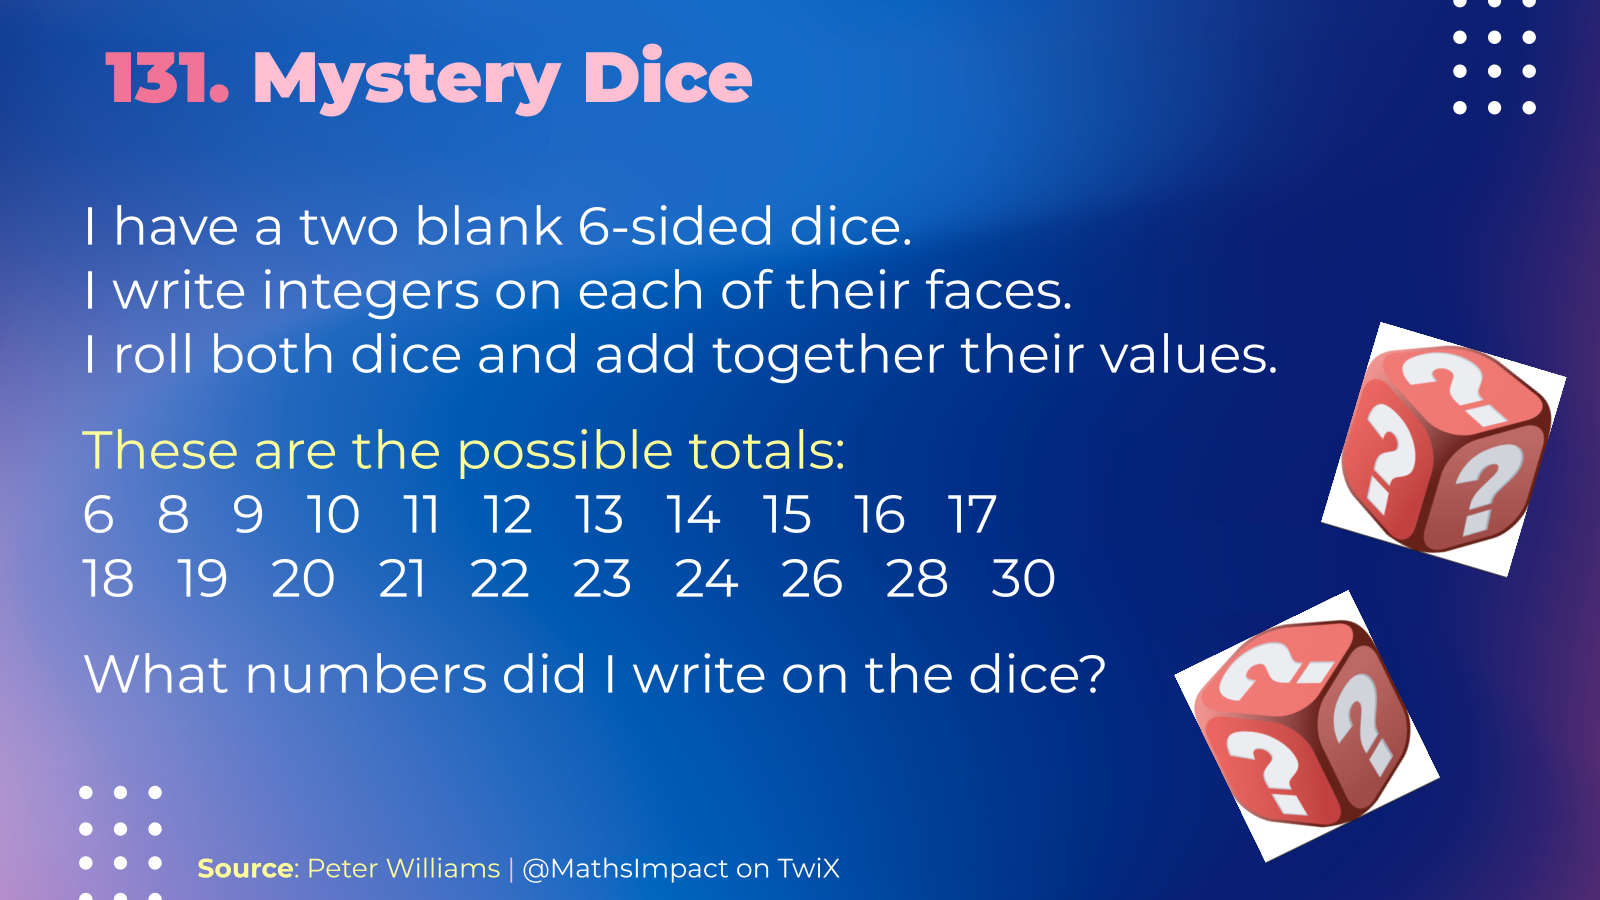 131. Mystery Dice
I have a two blank 6-sided dice.
I write integers on each of their faces.
I roll both dice and add together their values.
These are the possible totals:
6 8 9 10 11 12 13 14 15 16 17
18 19 20 21 22 23 24 26 28 30
What numbers did I write on the dice?
? ? ?
? ? ?
Source: Peter Williams | @MathsImpact on TwiX